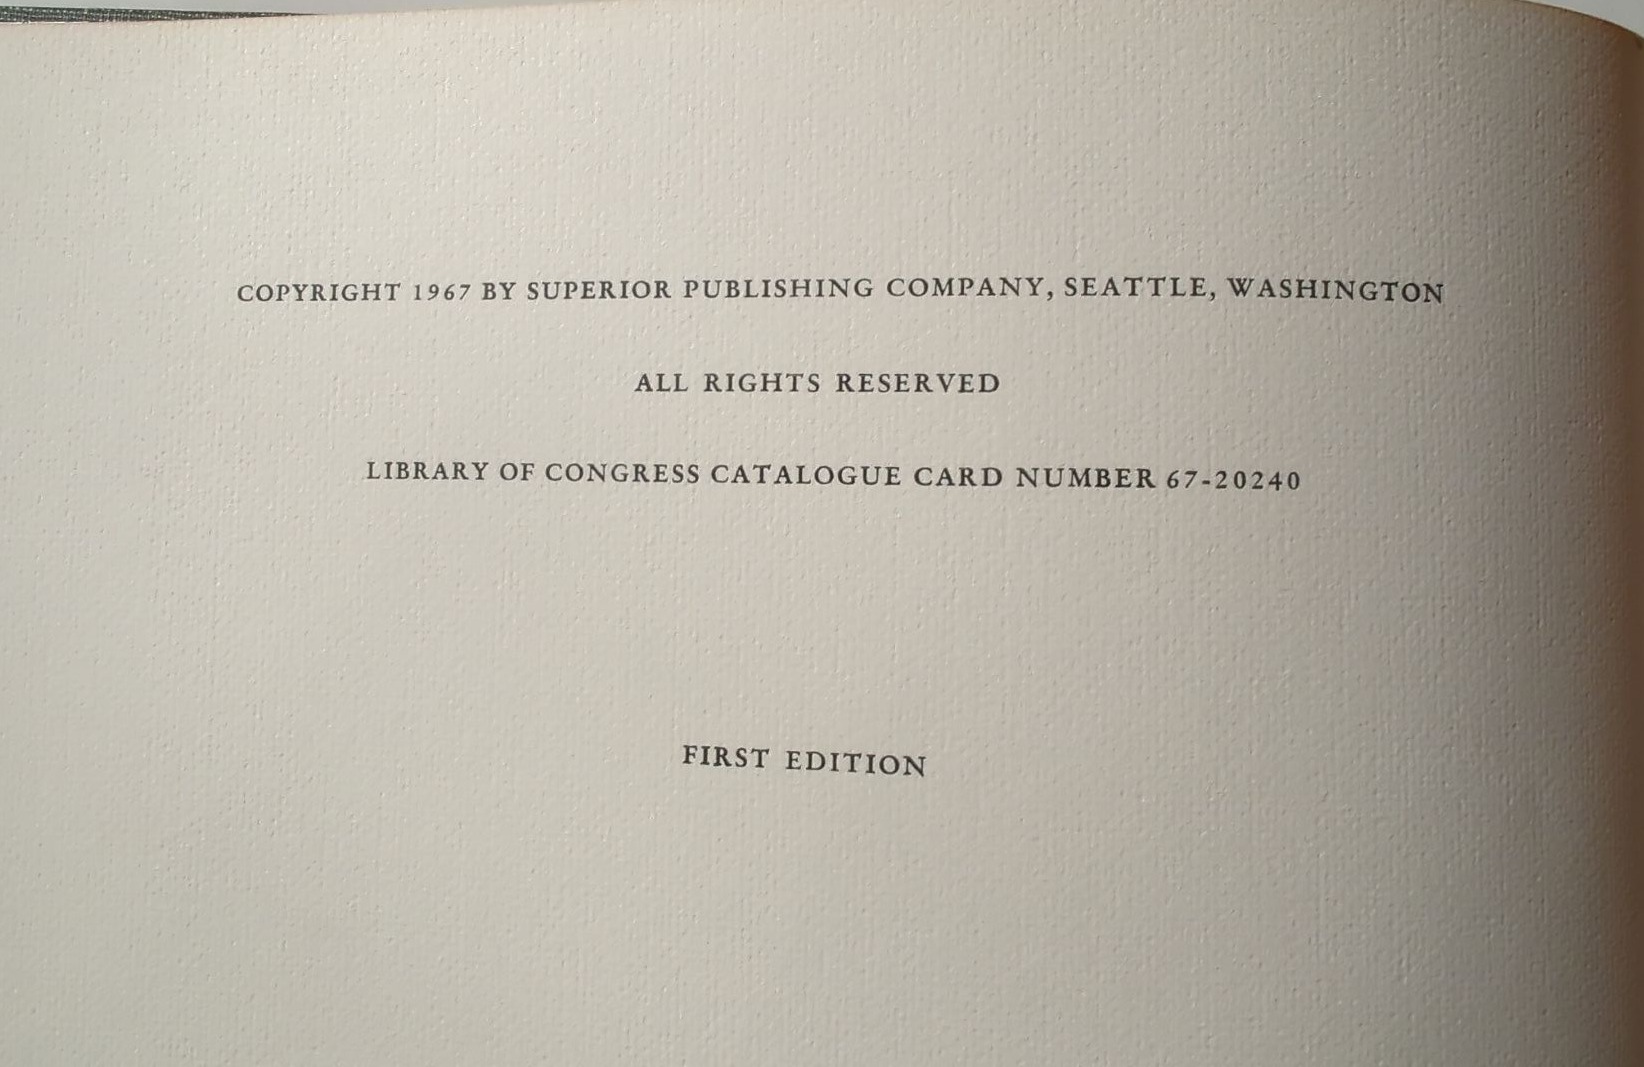 COPYRIGHT 1967 BY SUPERIOR PUBLISHING COMPANY, SEATTLE, WASHINGTON
ALL RIGHTS RESERVED
LIBRARY OF CONGRESS CATALOGUE CARD NUMBER 67-20240
FIRST EDITION